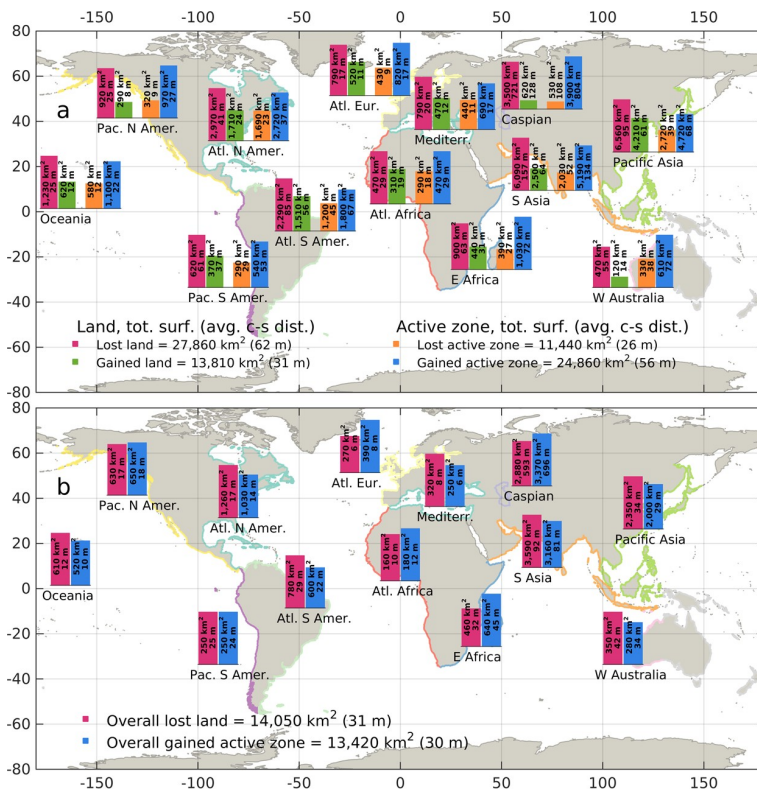 -150 -100 -50 0 50 100 150
80
60
40
20
0
-20
-40
-60
-80
a
790 km²
17 m
520 km²
11 m
430 km²
9 m
820 km²
17 m
Atl. Eur.
920 km²
25 m
290 km²
8 m
320 km²
9 m
970 km²
27 m
Pac. N Amer.
2,970 km²
41 m
1,710 km²
24 m
1,690 km²
23 m
2,720 km²
37 m
Atl. N Amer.
790 km²
20 m
470 km²
12 m
440 km²
11 m
690 km²
17 m
Mediterr.
3,500 km²
721 m
620 km²
128 m
530 km²
108 m
3,900 km²
804 m
Caspian
6,560 km²
95 m
4,210 km²
61 m
2,720 km²
39 m
4,720 km²
68 m
Pacific Asia
1,230 km²
25 m
620 km²
12 m
580 km²
12 m
1,100 km²
22 m
Oceania
2,290 km²
85 m
1,510 km²
56 m
1,200 km²
45 m
1,800 km²
67 m
Atl. S Amer.
470 km²
29 m
310 km²
19 m
290 km²
18 m
470 km²
29 m
Atl. Africa
6,090 km²
157 m
2,500 km²
64 m
2,030 km²
52 m
134 m
S Asia
620 km²
61 m
370 km²
37 m
290 km²
29 m
540 km²
53 m
Pac. S Amer.
900 km²
63 m
440 km²
31 m
390 km²
27 m
1,030 km²
72 m
E Africa
470 km²
55 m
120 km²
14 m
330 km²
38 m
610 km²
72 m
W Australia
Land, tot. surf. (avg. c-s dist.)
Lost land = 27,860 km² (62 m)
Gained land = 13,810 km² (31 m)
Active zone, tot. surf. (avg. c-s dist.)
Lost active zone = 11,440 km² (26 m)
Gained active zone = 24,860 km² (56 m)
80
60
40
20
0
-20
-40
-60
-80
b
270 km²
6 m
390 km²
8 m
Atl. Eur.
630 km²
17 m
650 km²
18 m
Pac. N Amer.
1,260 km²
17 m
1,030 km²
14 m
Atl. N Amer.
320 km²
8 m
250 km²
6 m
Mediterr.
2,880 km²
593 m
3,370 km²
696 m
Caspian
2,350 km²
34 m
2,000 km²
29 m
Pacific Asia
610 km²
12 m
520 km²
10 m
Oceania
780 km²
29 m
600 km²
22 m
Atl. S Amer.
160 km²
10 m
180 km²
12 m
Atl. Africa
3,590 km²
92 m
3,160 km²
81 m
S Asia
250 km²
25 m
250 km²
24 m
Pac. S Amer.
460 km²
32 m
640 km²
45 m
E Africa
350 km²
42 m
280 km²
34 m
W Australia
Overall lost land = 14,050 km² (31 m)
Overall gained active zone = 13,420 km² (30 m)
-150 -100 -50 0 50 100 150